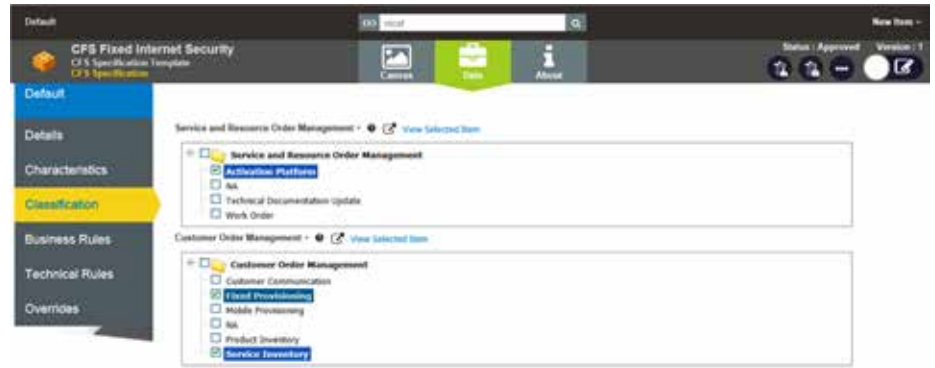 Default
vicaf
New Item
CFS Fixed Internet Security
CFS Specification Template
CFS Specification
Canvas
Data
About
Status : Approved
Version : 1
Default
Details
Characteristics
Classification
Business Rules
Technical Rules
Overrides
Service and Resource Order Management
View Selected Item
Service and Resource Order Management
Activation Platform
NA
Technical Documentation Update
Work Order
Customer Order Management
View Selected Item
Customer Order Management
Customer Communication
Fixed Provisioning
Mobile Provisioning
NA
Product Inventory
Service Inventory